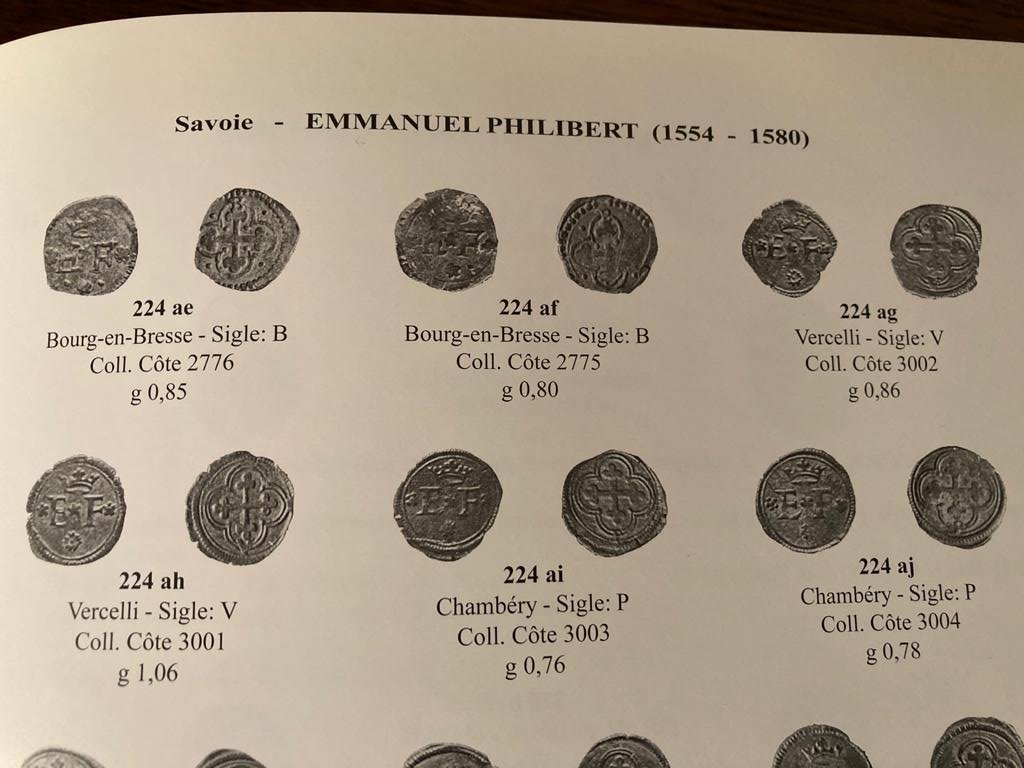 Savoie - EMMANUEL PHILIBERT (1554 - 1580)
E F
224 ae
Bourg-en-Bresse - Sigle: B
Coll. Côte 2776
g 0,85
224 af
Bourg-en-Bresse - Sigle: B
Coll. Côte 2775
g 0,80
E F
224 ag
Vercelli - Sigle: V
Coll. Côte 3002
g 0,86
E F
224 ah
Vercelli - Sigle: V
Coll. Côte 3001
g 1,06
E F
224 ai
Chambéry - Sigle: P
Coll. Côte 3003
g 0,76
E F
224 aj
Chambéry - Sigle: P
Coll. Côte 3004
g 0,78